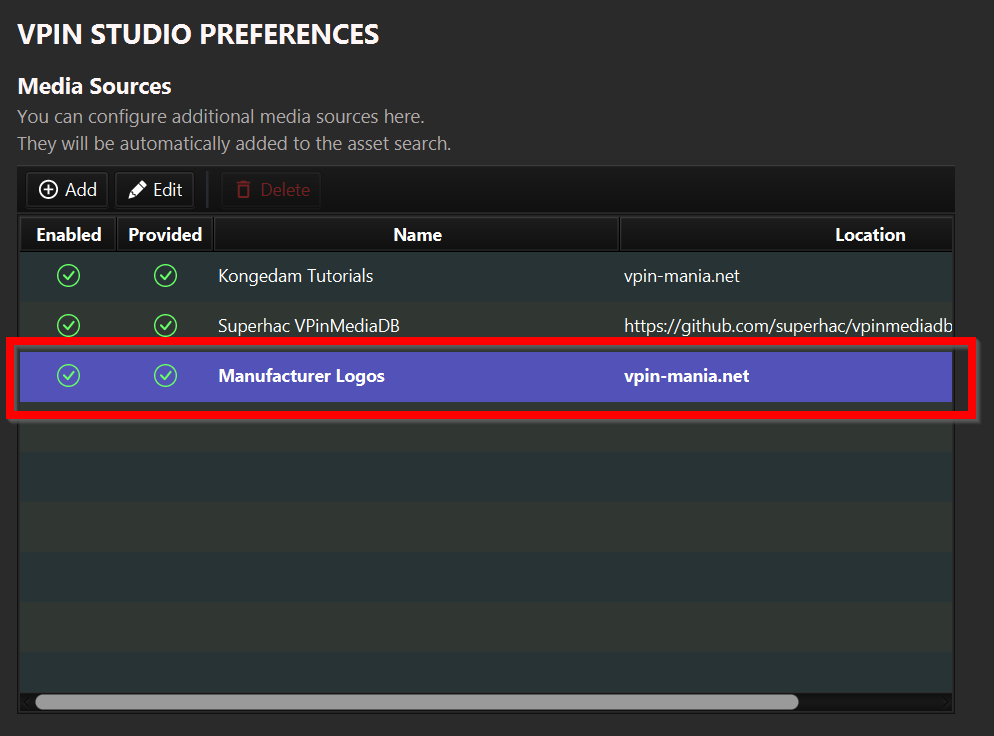 VPIN STUDIO PREFERENCES
Media Sources
You can configure additional media sources here.
They will be automatically added to the asset search.
Add Edit Delete
Enabled Provided Name Location
Kongedam Tutorials vpin-mania.net
Superhac VPinMediaDB https://github.com/superhac/vpinmediadb
Manufacturer Logos vpin-mania.net